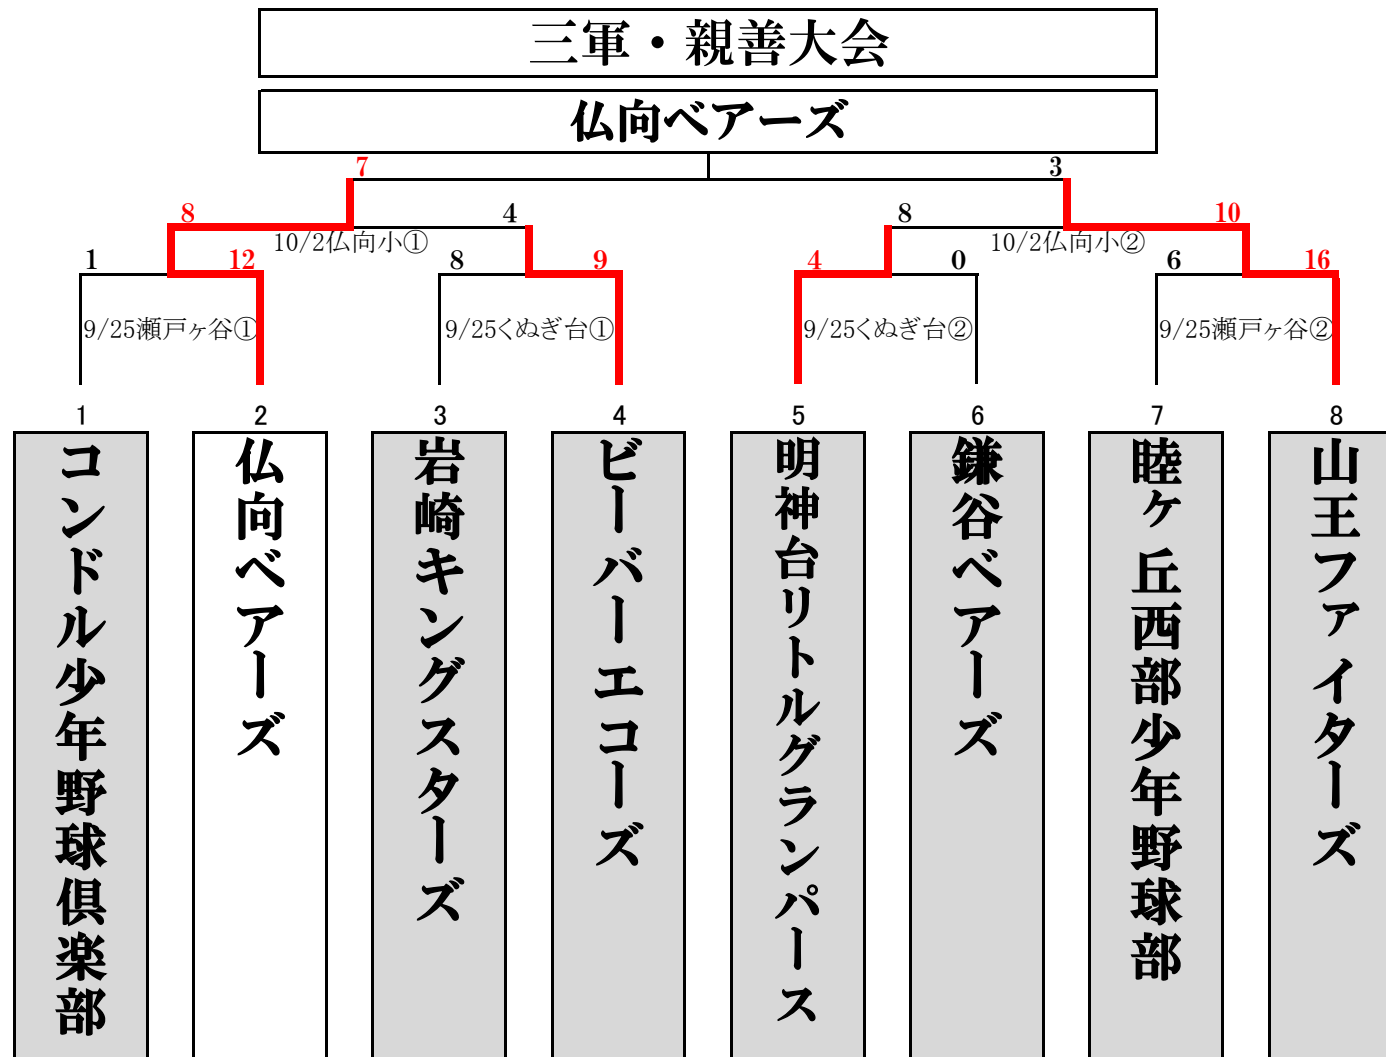 三軍・親善大会
仏向ベアーズ
7 3
8 4 8 10
10/2仏向小① 10/2仏向小②
1 12 8 9 4 0 6 16
9/25瀬戸ヶ谷① 9/25くぬぎ台① 9/25くぬぎ台② 9/25瀬戸ヶ谷②
1 2 3 4 5 6 7 8
コンドル少年野球倶楽部
仏向ベアーズ
岩崎キングスターズ
ビーバーエコーズ
明神台リトルグランパース
鎌谷ベアーズ
睦ケ丘西部少年野球部
山王ファイターズ